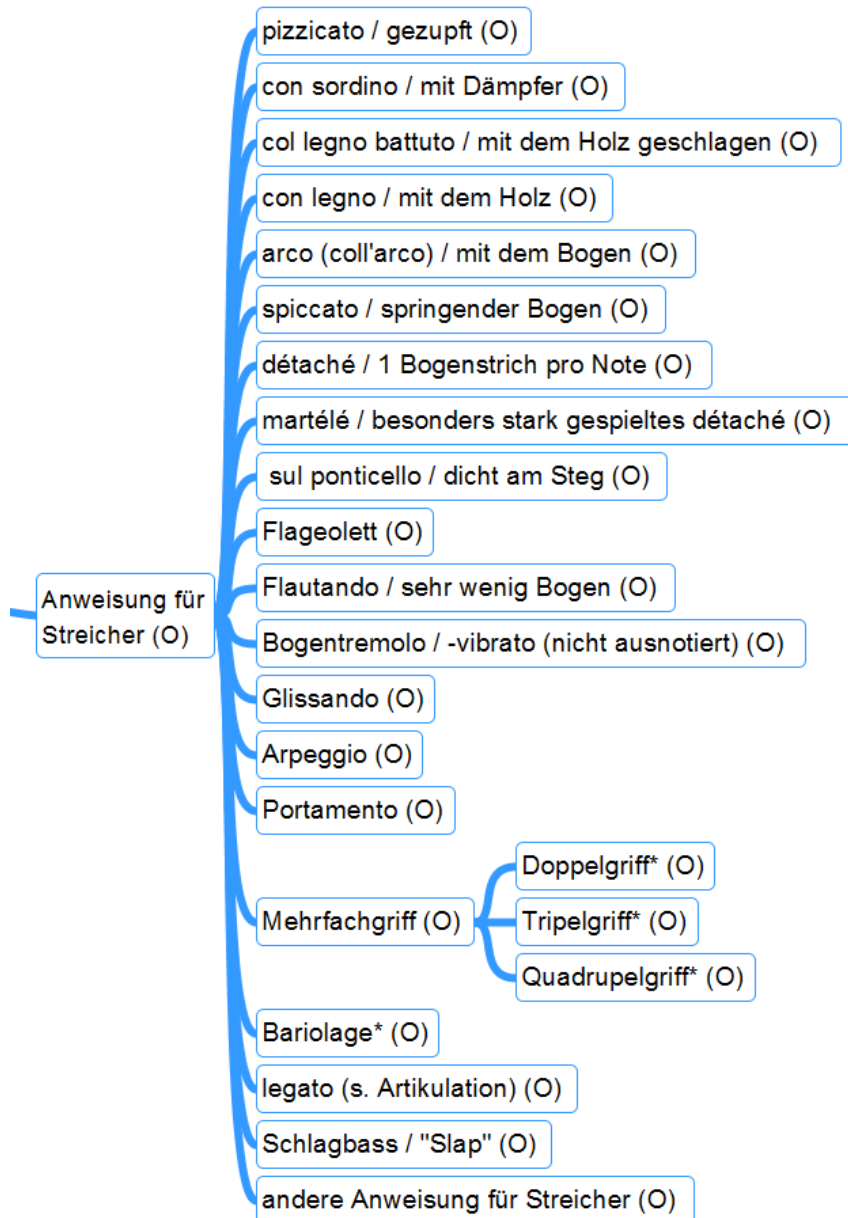 pizzicato / gezupft (O)
con sordino / mit Dämpfer (O)
col legno battuto / mit dem Holz geschlagen (O)
con legno / mit dem Holz (O)
arco (coll'arco) / mit dem Bogen (O)
spiccato / springender Bogen (O)
détaché / 1 Bogenstrich pro Note (O)
martélé / besonders stark gespieltes détaché (O)
sul ponticello / dicht am Steg (O)
Flageolett (O)
Anweisung für
Streicher (O)
Flautando / sehr wenig Bogen (O)
Bogentremolo / -vibrato (nicht ausnotiert) (O)
Glissando (O)
Arpeggio (O)
Portamento (O)
Mehrfachgriff (O)
Doppelgriff* (O)
Tripelgriff* (O)
Quadrupelgriff* (O)
Bariolage* (O)
legato (s. Artikulation) (O)
Schlagbass / "Slap" (O)
andere Anweisung für Streicher (O)